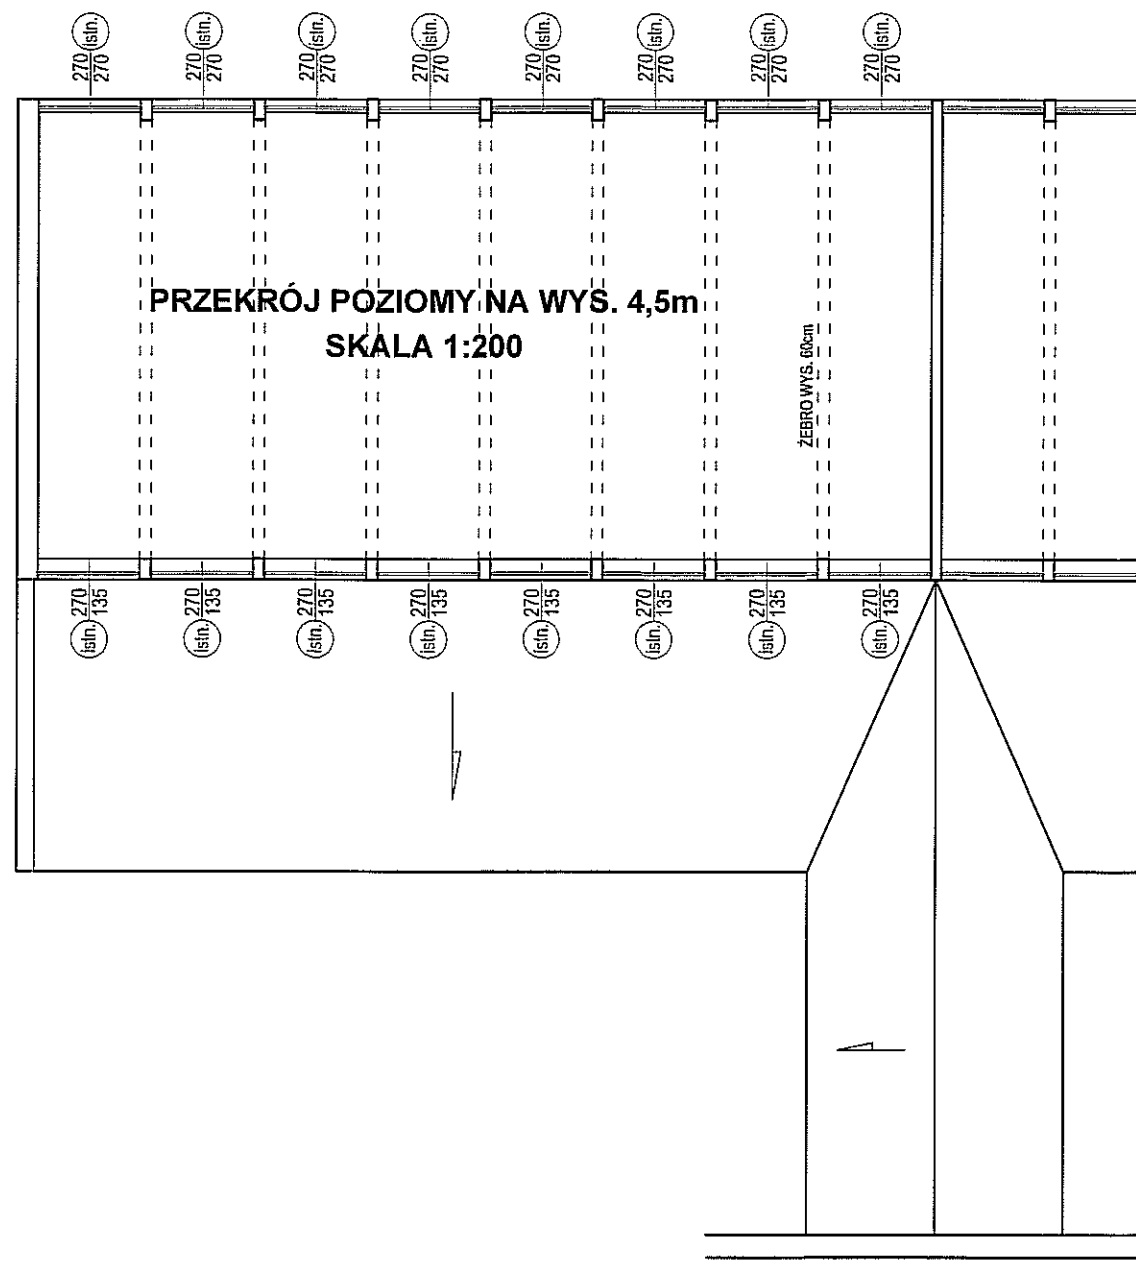 270 istn. 270 istn. 270 istn. 270 istn. 270 istn. 270 istn. 270 istn. 270 istn.
270 270 270 270 270 270 270 270
PRZEKRÓJ POZIOMY NA WYS. 4,5m
SKALA 1:200
ŻEBRO WYS. 60cm
270 270 270 270 270 270 270 270
istn. 135 istn. 135 istn. 135 istn. 135 istn. 135 istn. 135 istn. 135 istn. 135